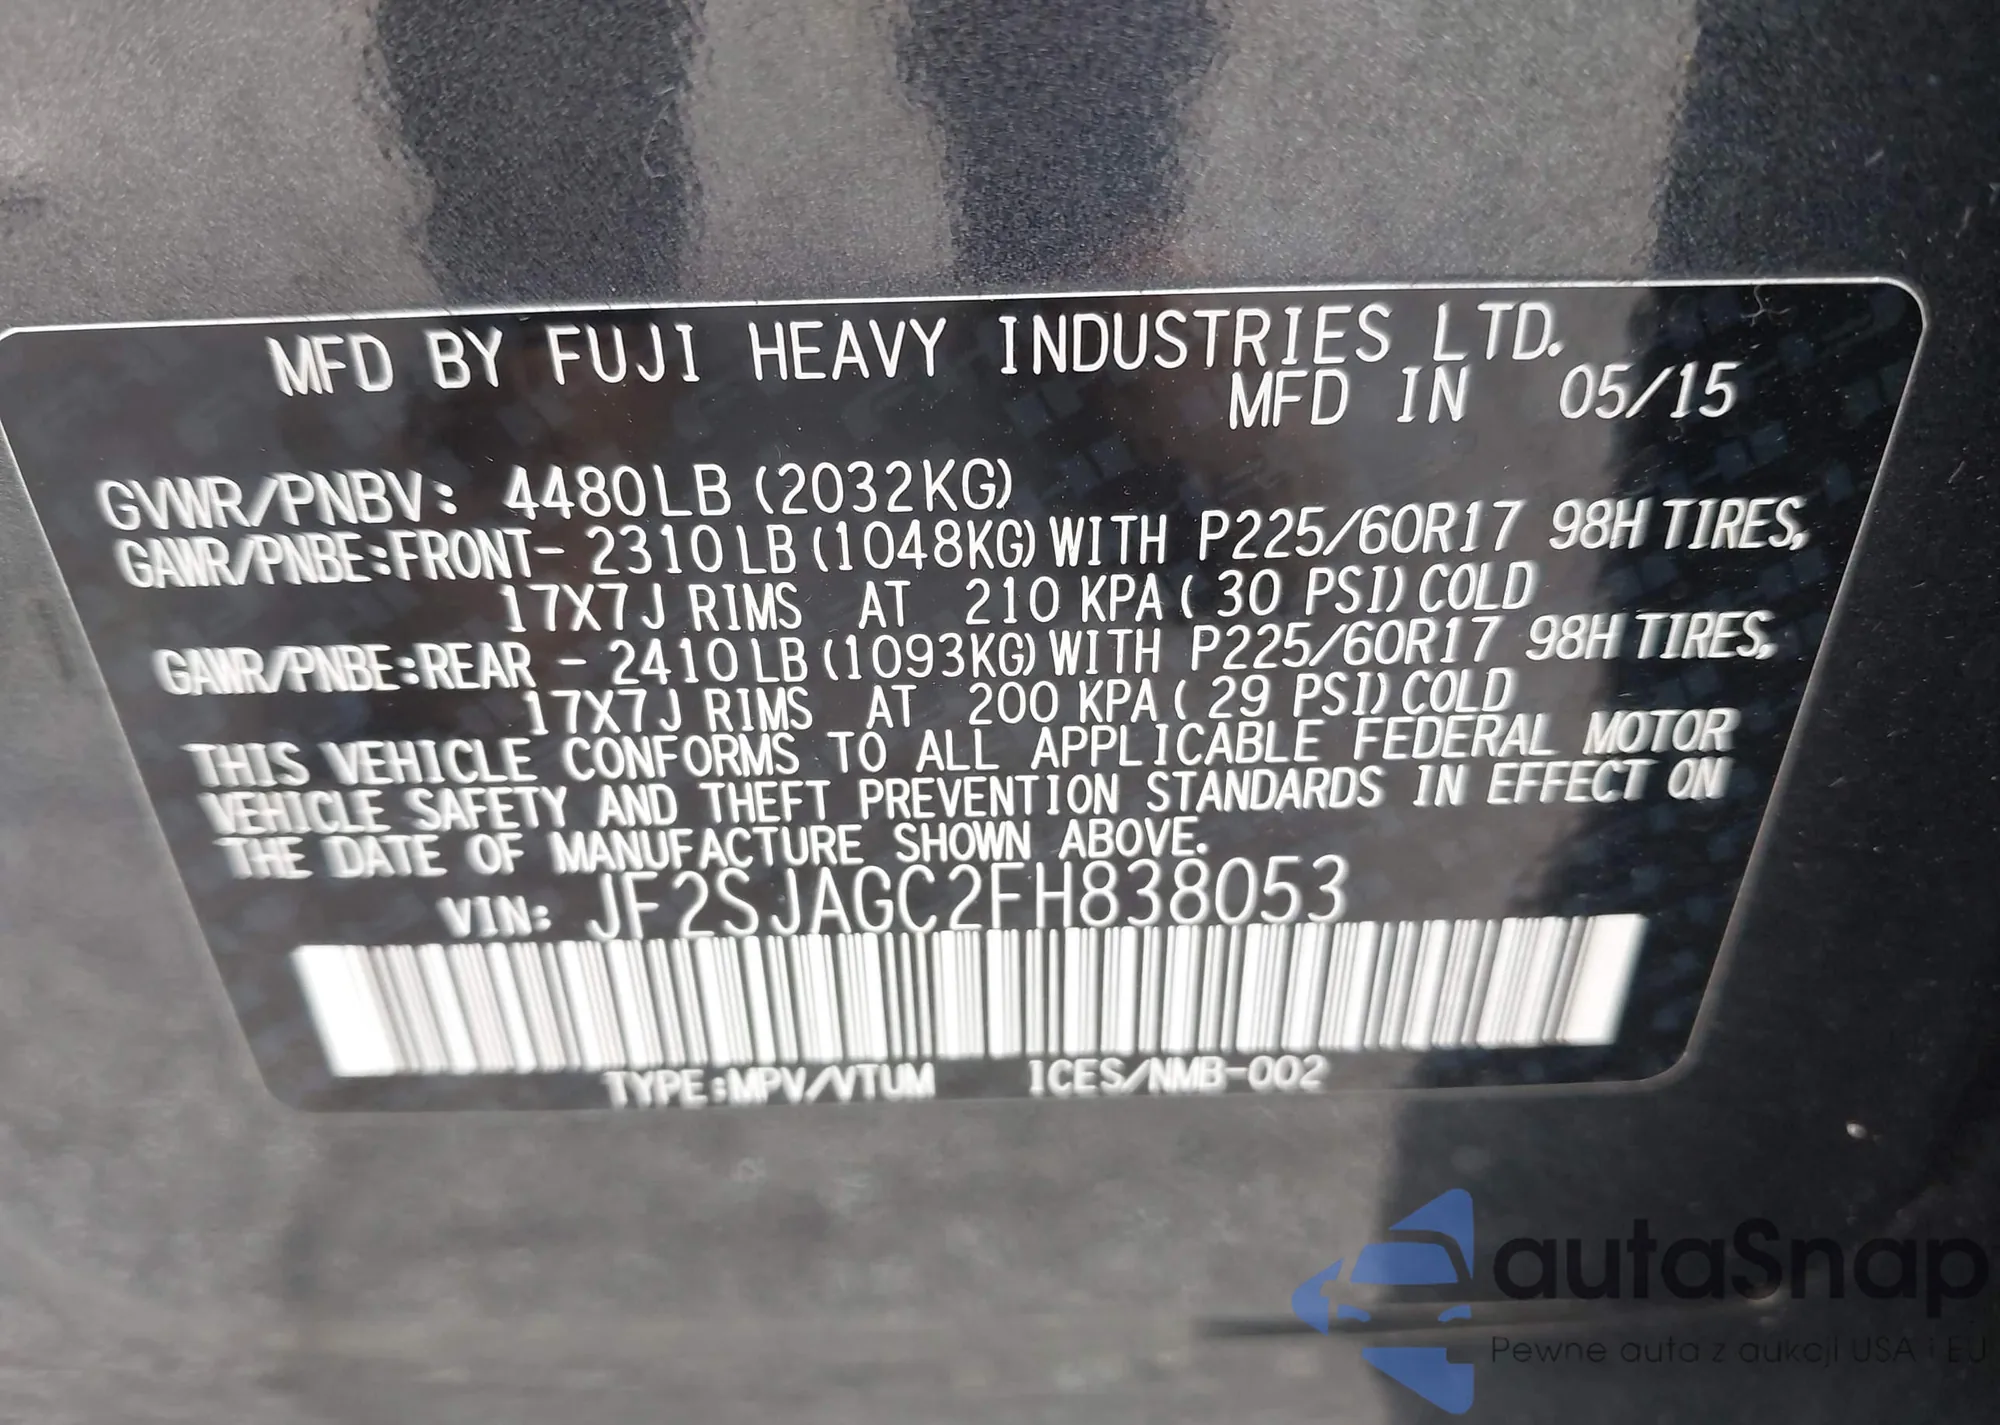 MFD BY FUJI HEAVY INDUSTRIES LTD.
MFD IN 05/15
GVWR/PNBV: 4480LB (2032KG)
GAWR/PNBE:FRONT- 2310LB (1048KG) WITH P225/60R17 98H TIRES,
17X7J RIMS AT 210 KPA ( 30 PSI) COLD
GAWR/PNBE:REAR - 2410LB (1093KG) WITH P225/60R17 98H TIRES,
17X7J RIMS AT 200 KPA ( 29 PSI) COLD
THIS VEHICLE CONFORMS TO ALL APPLICABLE FEDERAL MOTOR
VEHICLE SAFETY AND THEFT PREVENTION STANDARDS IN EFFECT ON
THE DATE OF MANUFACTURE SHOWN ABOVE.
VIN: JF2SJAGC2FH838053
TYPE:MPV/VTUM ICES/NMB-002
autaSnap
Pewne auta z aukcji USA i EU